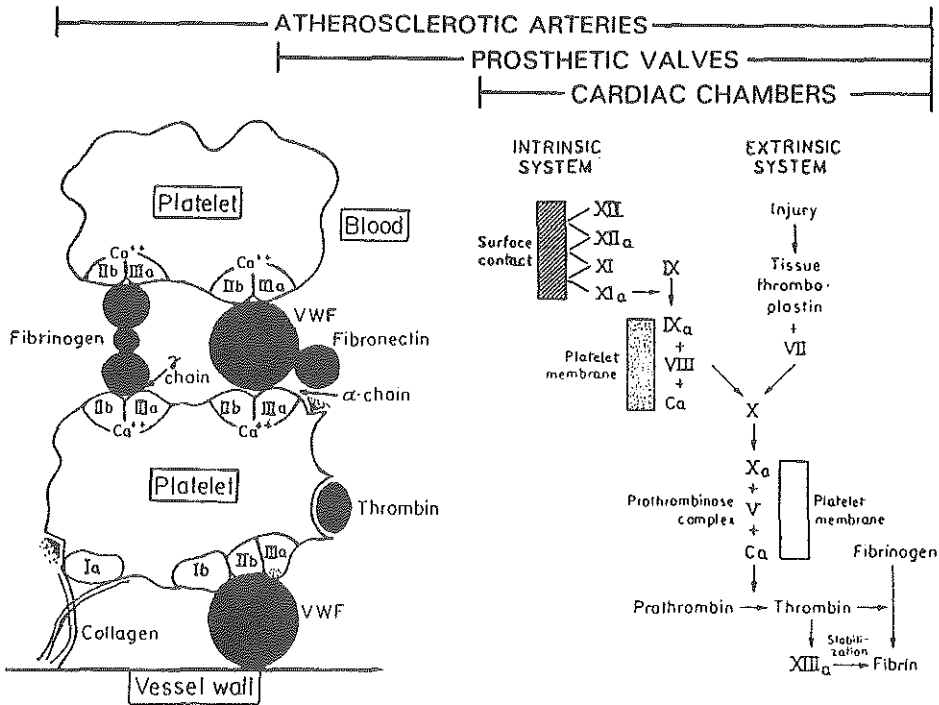 ATHEROSCLEROTIC ARTERIES
PROSTHETIC VALVES
CARDIAC CHAMBERS
Platelet
Blood
Ca++
IIb IIIa
Ca++
IIb IIIa
VWF
Fibrinogen
Fibronectin
γ
chain
α-chain
IIb IIIa
Ca++
IIb IIIa
Ca++
Platelet
Thrombin
Ia
Ib
IIb
IIIa
VWF
Collagen
Vessel wall
INTRINSIC
SYSTEM
Surface
contact
XII
XIIa
XI
XIa
IX
IXa
+
VIII
+
Ca
Platelet
membrane
EXTRINSIC
SYSTEM
Injury
Tissue
thrombo-
plastin
+
VII
X
Xa
+
V
+
Ca
Prothrombinase
complex
Platelet
membrane
Fibrinogen
Prothrombin
Thrombin
Stabili-
zation
XIIIa
Fibrin